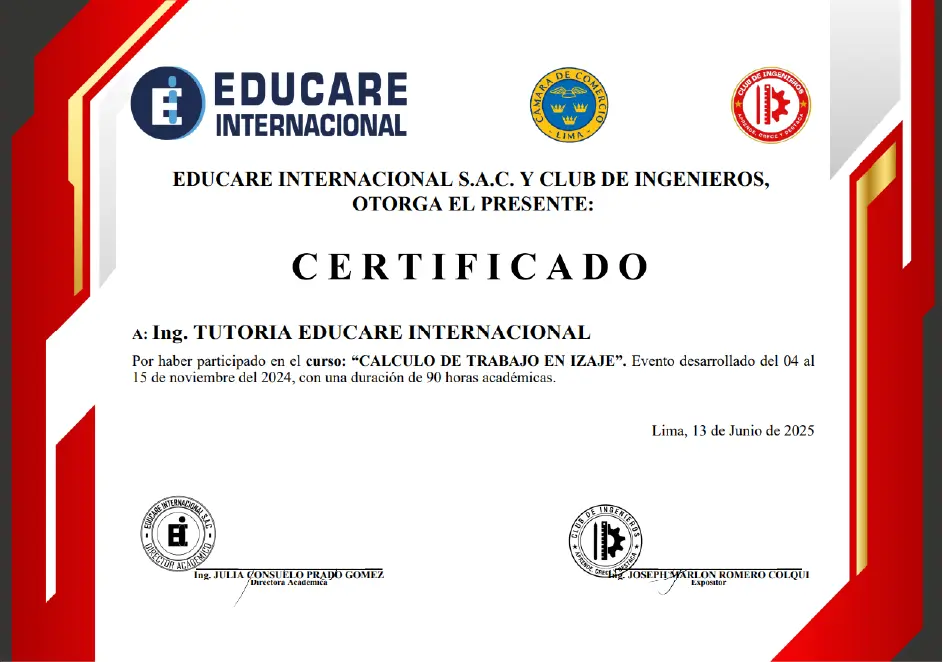 EDUCARE
INTERNACIONAL
CÁMARA DE COMERCIO
- LIMA -
CLUB DE INGENIEROS
APRENDE, CRECE Y DESTACA
EDUCARE INTERNACIONAL S.A.C. Y CLUB DE INGENIEROS,
OTORGA EL PRESENTE:
CERTIFICADO
A: Ing. TUTORIA EDUCARE INTERNACIONAL
Por haber participado en el curso: “CALCULO DE TRABAJO EN IZAJE”. Evento desarrollado del 04 al
15 de noviembre del 2024, con una duración de 90 horas académicas.
Lima, 13 de Junio de 2025
EDUCARE INTERNACIONAL S.A.C
EI
DIRECTOR ACADÉMICO
Ing. JULIA CONSUELO PRADO GOMEZ
Directora Académica
CLUB DE INGENIEROS
APRENDE, CRECE Y DESTACA
Ing. JOSEPH MARLON ROMERO COLQUI
Expositor